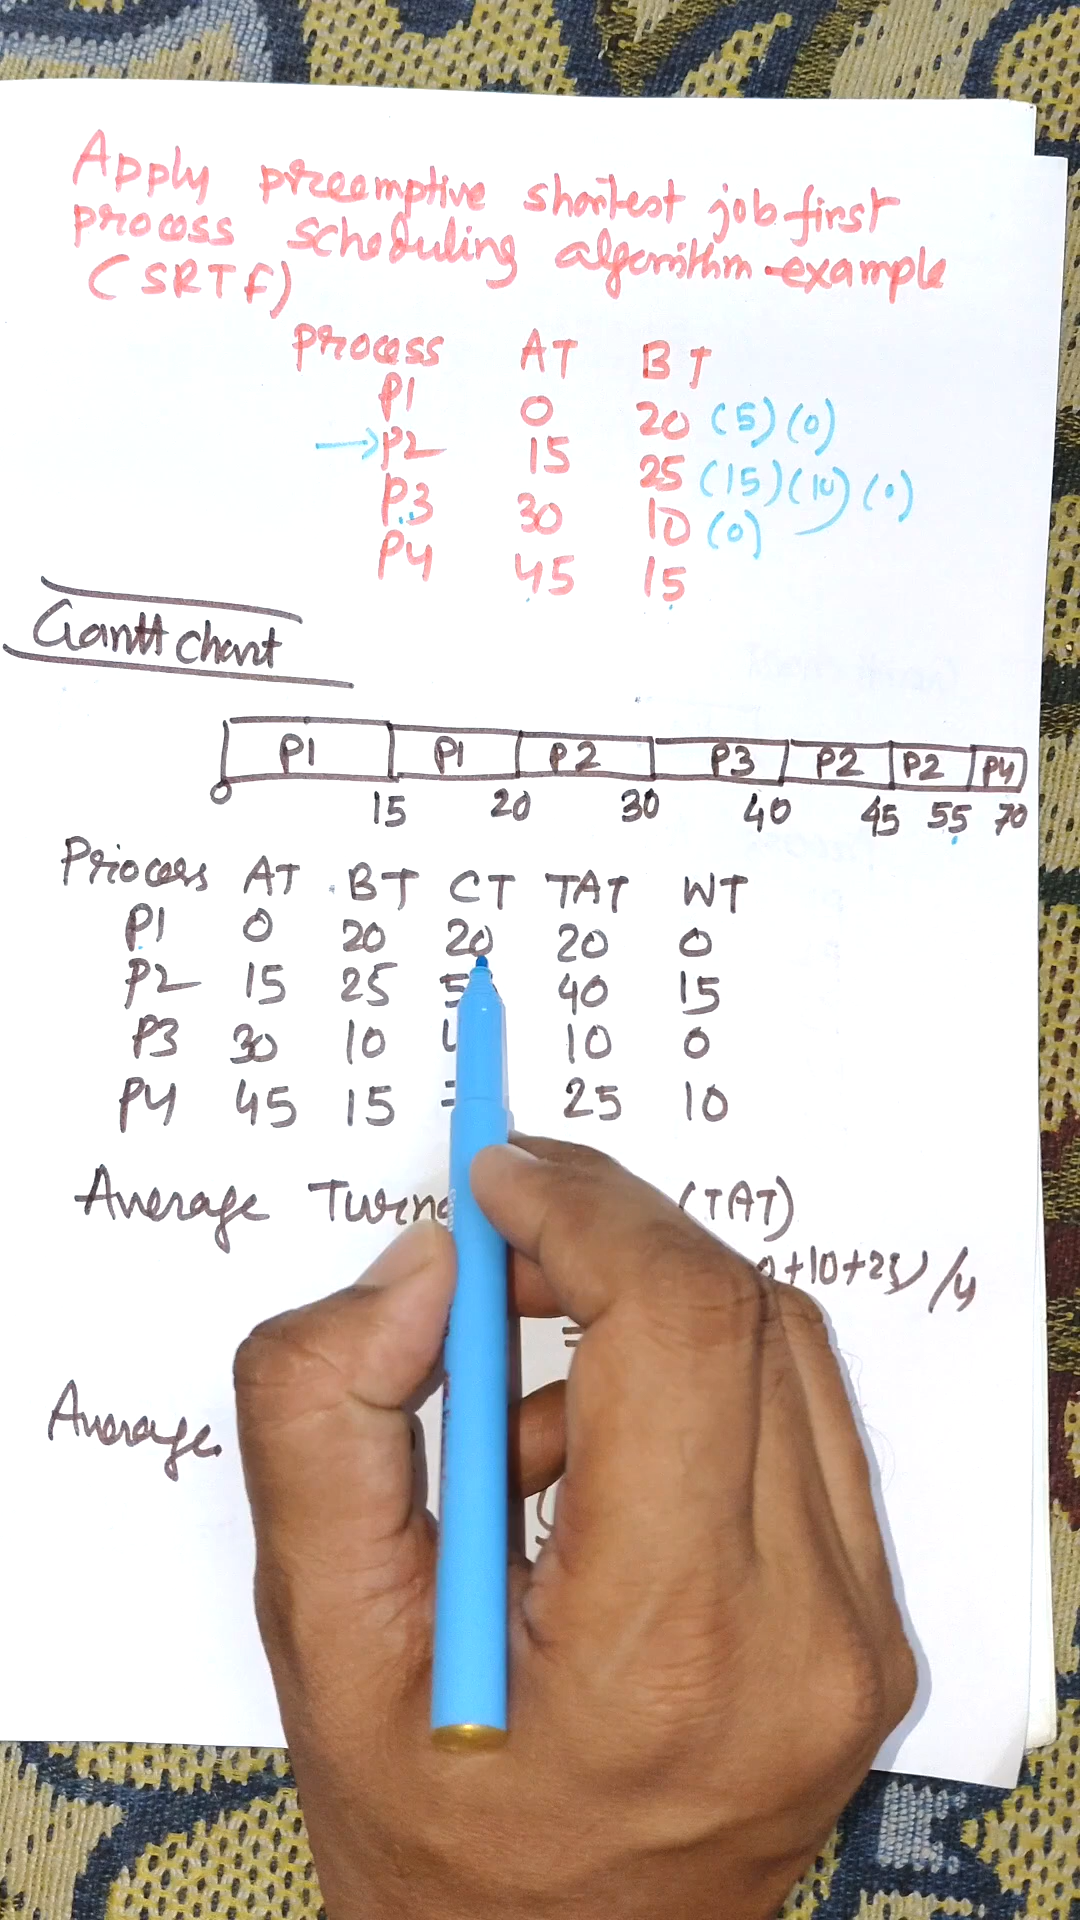 Apply preemptive shortest job first
process scheduling algorithm example
(SRTF)
process AT BT
P1 0 20 (5) (0)
→P2 15 25 (15) (10) (0)
P3 30 10 (0)
P4 45 15
Gantt chart
P1 P1 P2 P3 P2 P2 P4
0 15 20 30 40 45 55 70
Process AT BT CT TAT WT
P1 0 20 20 20 0
P2 15 25 40 15
P3 30 10 10 0
P4 45 15 25 10
Average (TAT)
+10+25)/4
=
Average